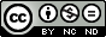 cc
$
=
BY NC ND